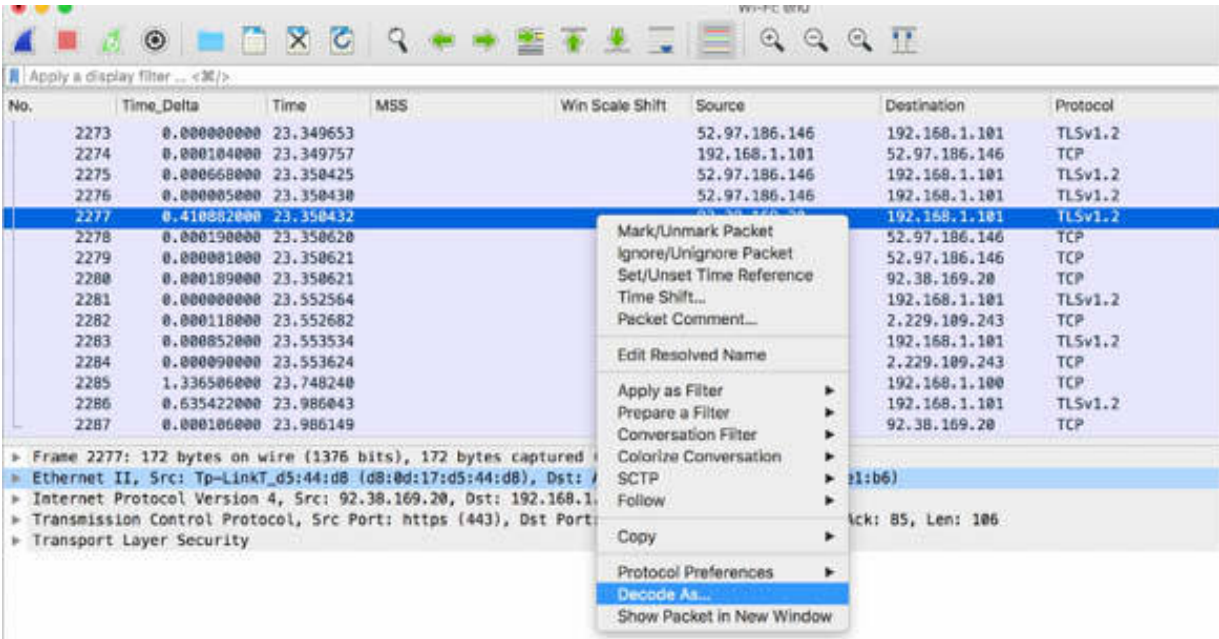 Apply a display filter ... <⌘/>
No. Time_Delta Time MSS Win Scale Shift Source Destination Protocol
2273 0.000000000 23.349653 52.97.186.146 192.168.1.101 TLSv1.2
2274 0.000104000 23.349757 192.168.1.101 52.97.186.146 TCP
2275 0.000668000 23.350425 52.97.186.146 192.168.1.101 TLSv1.2
2276 0.000005000 23.350430 52.97.186.146 192.168.1.101 TLSv1.2
2277 0.410882000 23.350432 92.38.169.20 192.168.1.101 TLSv1.2
2278 0.000190000 23.350620 52.97.186.146 TCP
2279 0.000001000 23.350621 52.97.186.146 TCP
2280 0.000189000 23.350621 92.38.169.20 TCP
2281 0.000000000 23.552564 192.168.1.101 TLSv1.2
2282 0.000118000 23.552682 2.229.109.243 TCP
2283 0.000852000 23.553534 192.168.1.101 TLSv1.2
2284 0.000090000 23.553624 2.229.109.243 TCP
2285 1.336506000 23.748240 192.168.1.100 TCP
2286 0.635422000 23.986043 192.168.1.101 TLSv1.2
2287 0.000106000 23.986149 92.38.169.20 TCP
Mark/Unmark Packet
Ignore/Unignore Packet
Set/Unset Time Reference
Time Shift...
Packet Comment...
Edit Resolved Name
Apply as Filter
Prepare a Filter
Conversation Filter
Colorize Conversation
SCTP
Follow
Copy
Protocol Preferences
Decode As...
Show Packet in New Window
Frame 2277: 172 bytes on wire (1376 bits), 172 bytes captured
Ethernet II, Src: Tp-LinkT_d5:44:d8 (d8:0d:17:d5:44:d8), Dst: e1:b6)
Internet Protocol Version 4, Src: 92.38.169.20, Dst: 192.168.1.
Transmission Control Protocol, Src Port: https (443), Dst Port: Ack: 85, Len: 106
Transport Layer Security